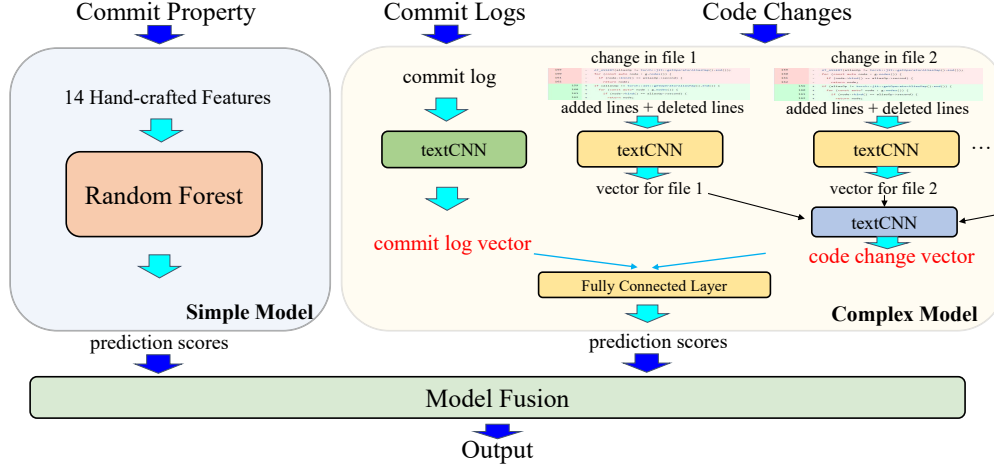 Commit Property
Commit Logs
Code Changes
14 Hand-crafted Features
Random Forest
Simple Model
commit log
textCNN
commit log vector
change in file 1
added lines + deleted lines
textCNN
vector for file 1
change in file 2
added lines + deleted lines
textCNN
...
vector for file 2
textCNN
code change vector
Fully Connected Layer
Complex Model
prediction scores
prediction scores
Model Fusion
Output